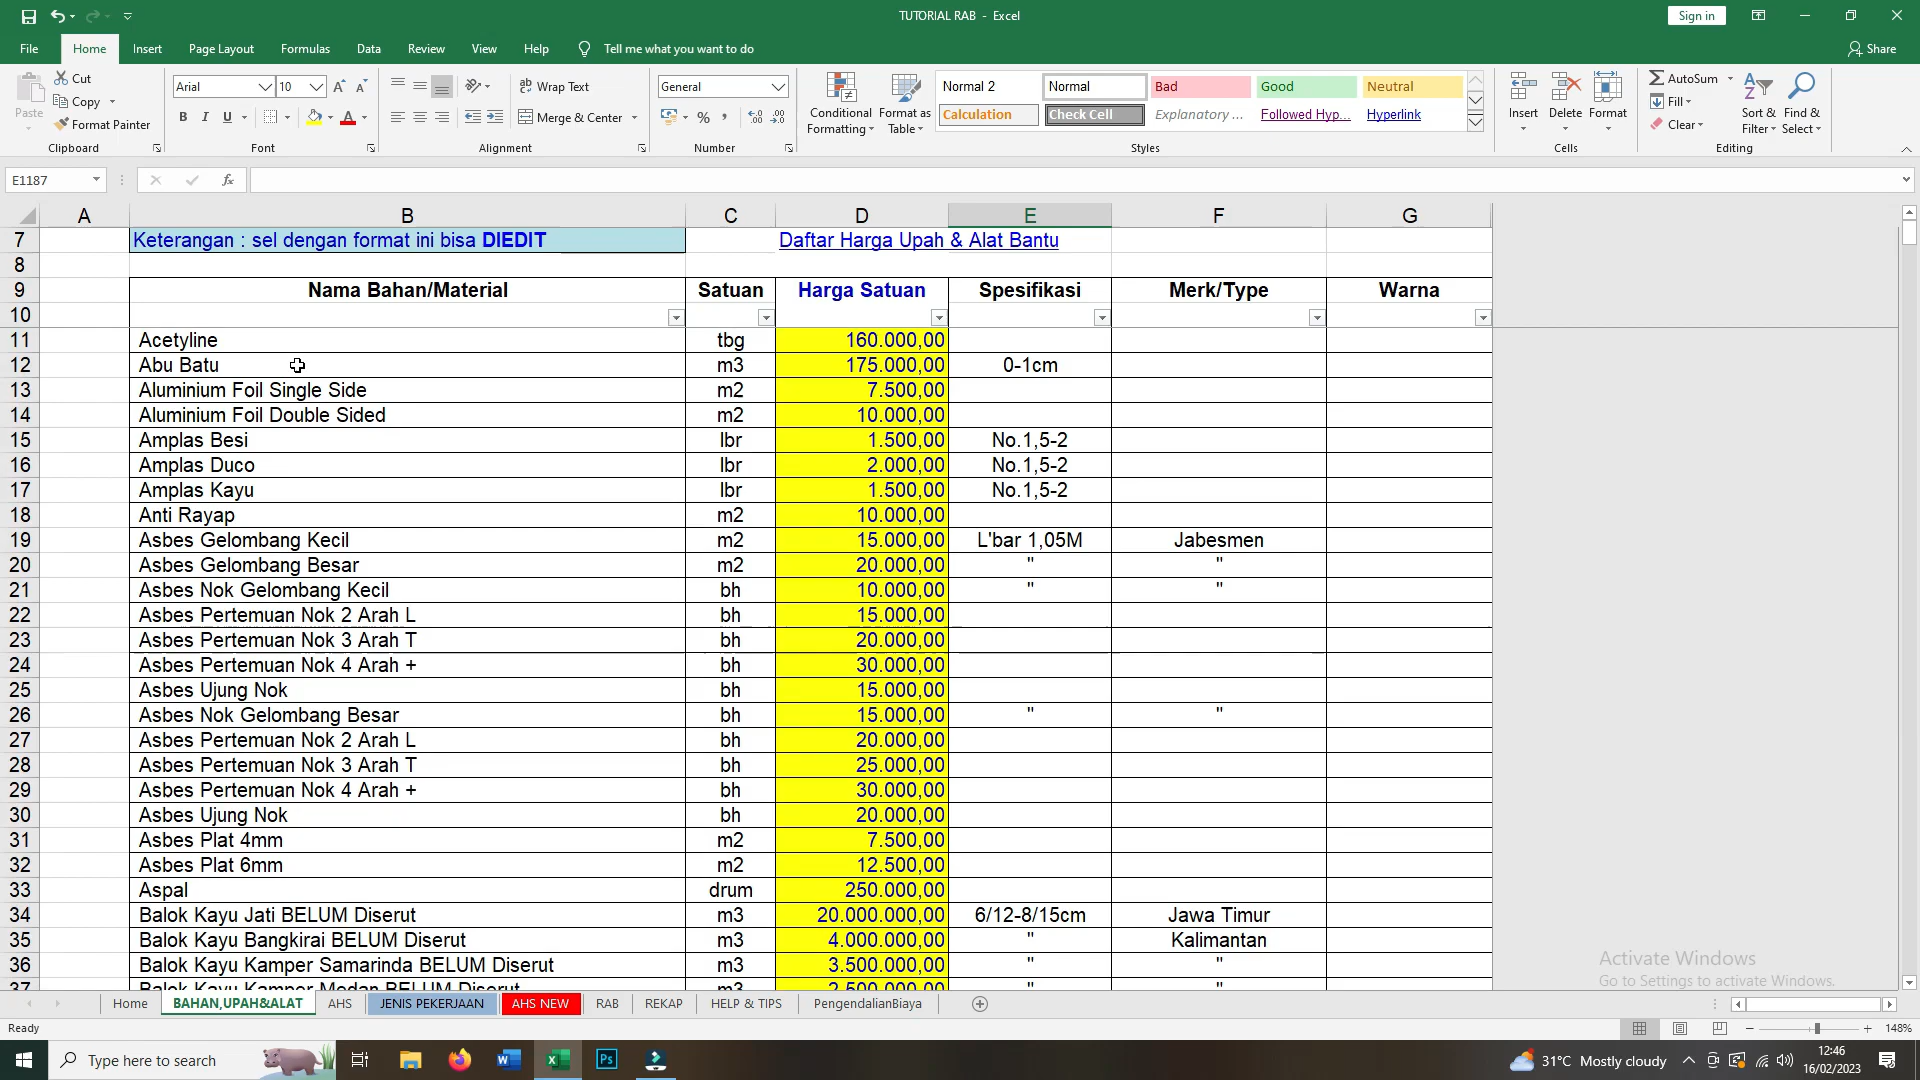 TUTORIAL RAB - Excel
Sign in
File Home Insert Page Layout Formulas Data Review View Help Tell me what you want to do
Share
Paste
Cut
Copy
Format Painter
Clipboard
Arial 10
B I U
Font
Wrap Text
Merge & Center
Alignment
General
Number
Conditional Formatting
Format as Table
Normal 2 Normal Bad Good Neutral
Calculation Check Cell Explanatory ... Followed Hyp... Hyperlink
Styles
Insert Delete Format
Cells
AutoSum
Fill
Clear
Sort & Filter
Find & Select
Editing
E1187
fx
A B C D E F G
7 Keterangan : sel dengan format ini bisa DIEDIT Daftar Harga Upah & Alat Bantu
8
9 Nama Bahan/Material Satuan Harga Satuan Spesifikasi Merk/Type Warna
10
11 Acetyline tbg 160.000,00
12 Abu Batu m3 175.000,00 0-1cm
13 Aluminium Foil Single Side m2 7.500,00
14 Aluminium Foil Double Sided m2 10.000,00
15 Amplas Besi lbr 1.500,00 No.1,5-2
16 Amplas Duco lbr 2.000,00 No.1,5-2
17 Amplas Kayu lbr 1.500,00 No.1,5-2
18 Anti Rayap m2 10.000,00
19 Asbes Gelombang Kecil m2 15.000,00 L'bar 1,05M Jabesmen
20 Asbes Gelombang Besar m2 20.000,00 " "
21 Asbes Nok Gelombang Kecil bh 10.000,00 " "
22 Asbes Pertemuan Nok 2 Arah L bh 15.000,00
23 Asbes Pertemuan Nok 3 Arah T bh 20.000,00
24 Asbes Pertemuan Nok 4 Arah + bh 30.000,00
25 Asbes Ujung Nok bh 15.000,00
26 Asbes Nok Gelombang Besar bh 15.000,00 " "
27 Asbes Pertemuan Nok 2 Arah L bh 20.000,00
28 Asbes Pertemuan Nok 3 Arah T bh 25.000,00
29 Asbes Pertemuan Nok 4 Arah + bh 30.000,00
30 Asbes Ujung Nok bh 20.000,00
31 Asbes Plat 4mm m2 7.500,00
32 Asbes Plat 6mm m2 12.500,00
33 Aspal drum 250.000,00
34 Balok Kayu Jati BELUM Diserut m3 20.000.000,00 6/12-8/15cm Jawa Timur
35 Balok Kayu Bangkirai BELUM Diserut m3 4.000.000,00 " Kalimantan
36 Balok Kayu Kamper Samarinda BELUM Diserut m3 3.500.000,00 " "
37 Balok Kayu Kamper Medan BELUM Diserut m3 2.500.000,00 " "
Activate Windows
Go to Settings to activate Windows.
Home BAHAN,UPAH&ALAT AHS JENIS PEKERJAAN AHS NEW RAB REKAP HELP & TIPS PengendalianBiaya
Ready
148%
Type here to search
31°C Mostly cloudy
12:46
16/02/2023